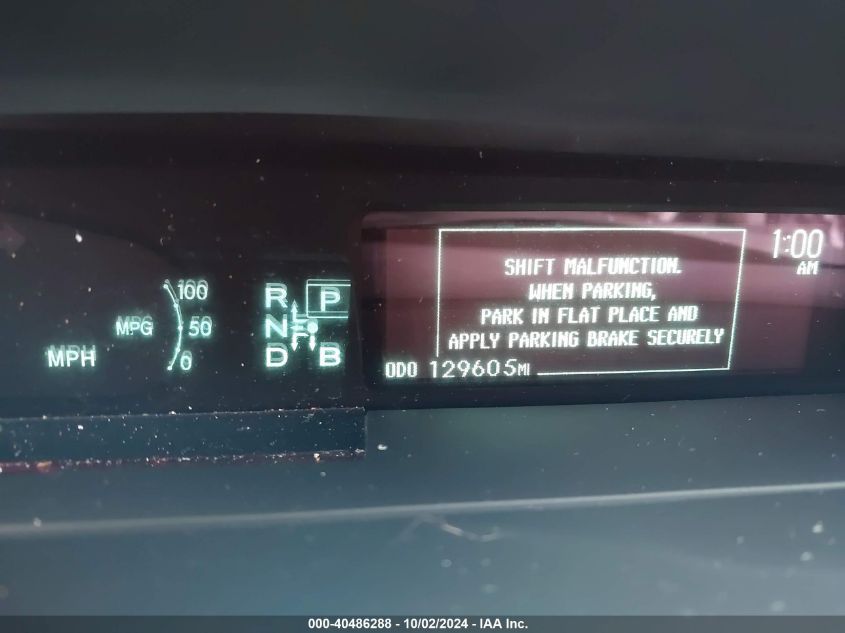 MPH
MPG
100
50
0
R P
N
D B
SHIFT MALFUNCTION.
WHEN PARKING,
PARK IN FLAT PLACE AND
APPLY PARKING BRAKE SECURELY
1:00
AM
ODO 129605MI
000-40486288 - 10/02/2024 - IAA Inc.